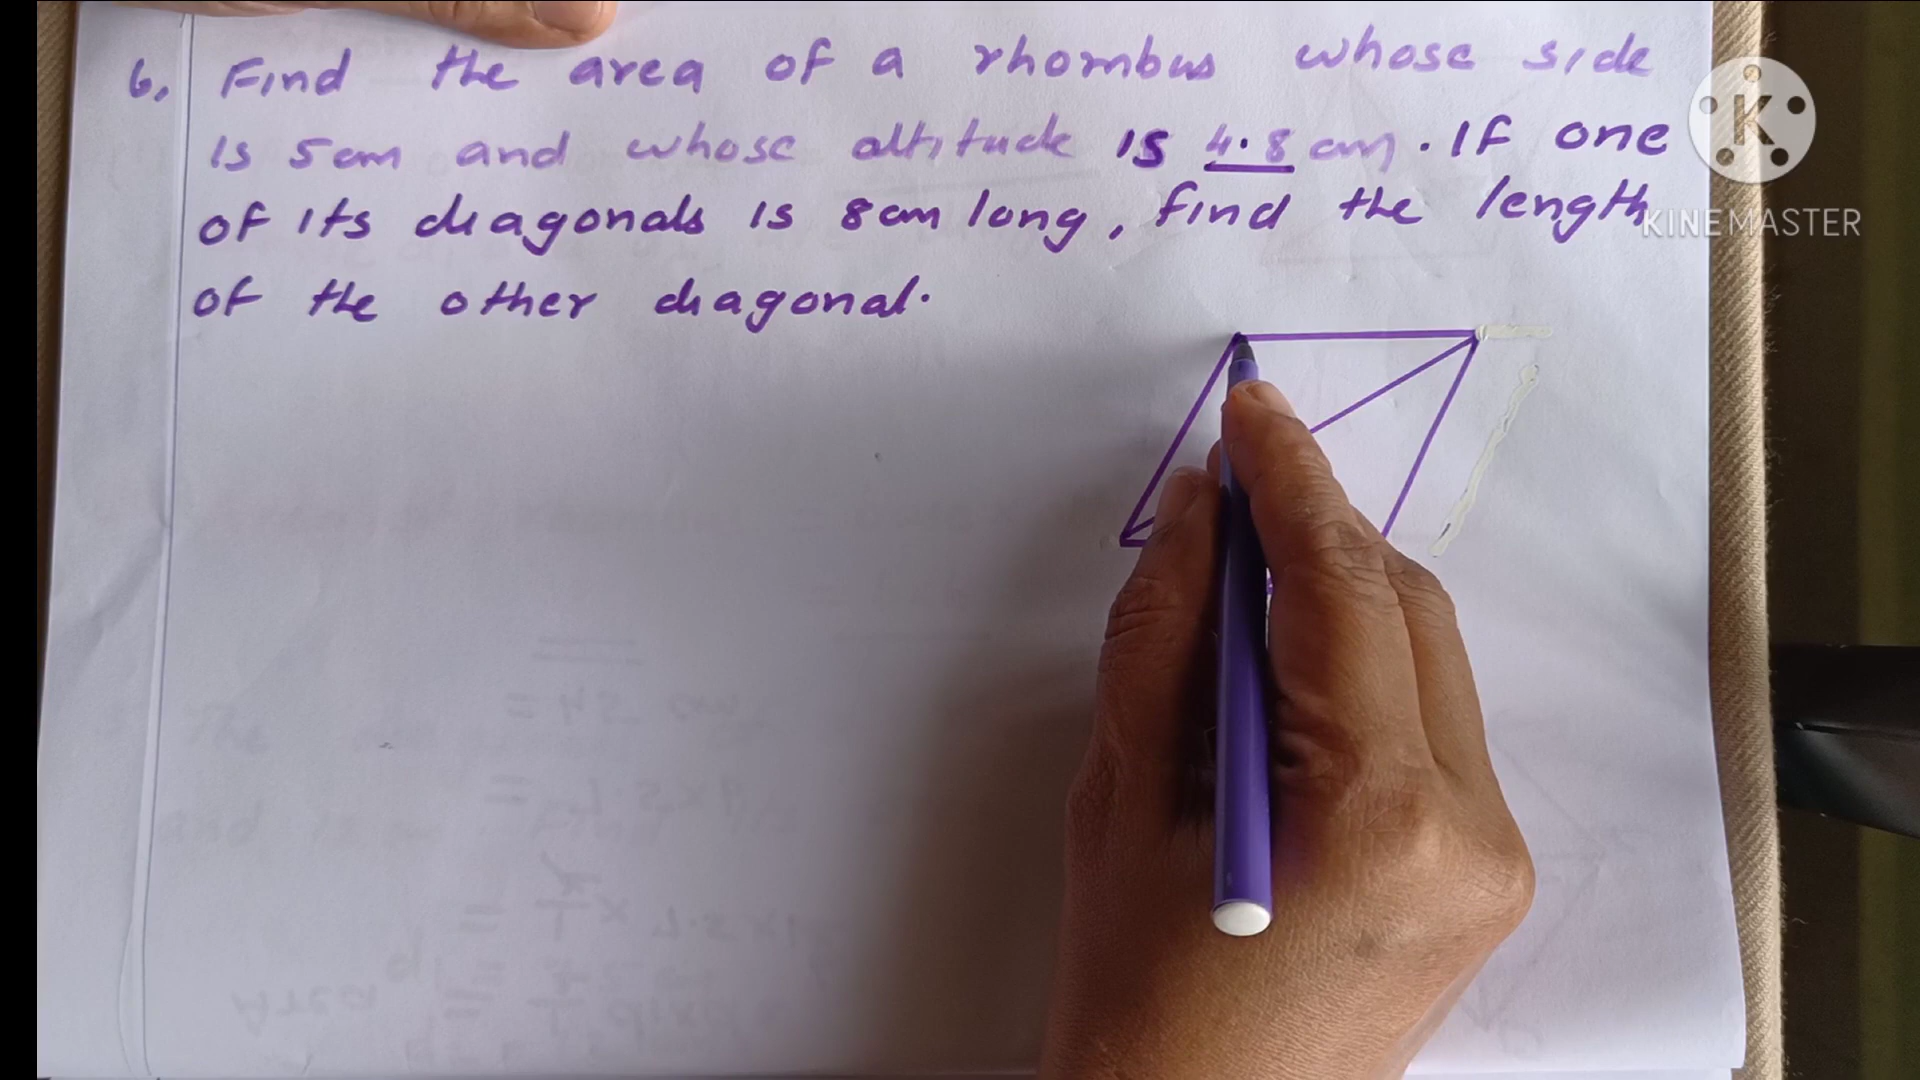 6. Find the area of a rhombus whose side
is 5cm and whose altitude is 4.8 cm. If one
of its diagonals is 8cm long, find the length
of the other diagonal.
K
KINEMASTER